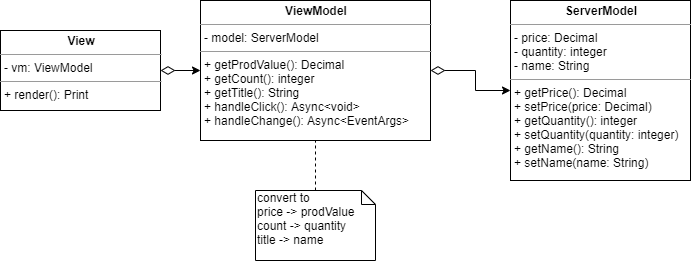 View
- vm: ViewModel
+ render(): Print
ViewModel
- model: ServerModel
+ getProdValue(): Decimal
+ getCount(): integer
+ getTitle(): String
+ handleClick(): Async<void>
+ handleChange(): Async<EventArgs>
convert to
price -> prodValue
count -> quantity
title -> name
ServerModel
- price: Decimal
- quantity: integer
- name: String
+ getPrice(): Decimal
+ setPrice(price: Decimal)
+ getQuantity(): integer
+ setQuantity(quantity: integer)
+ getName(): String
+ setName(name: String)